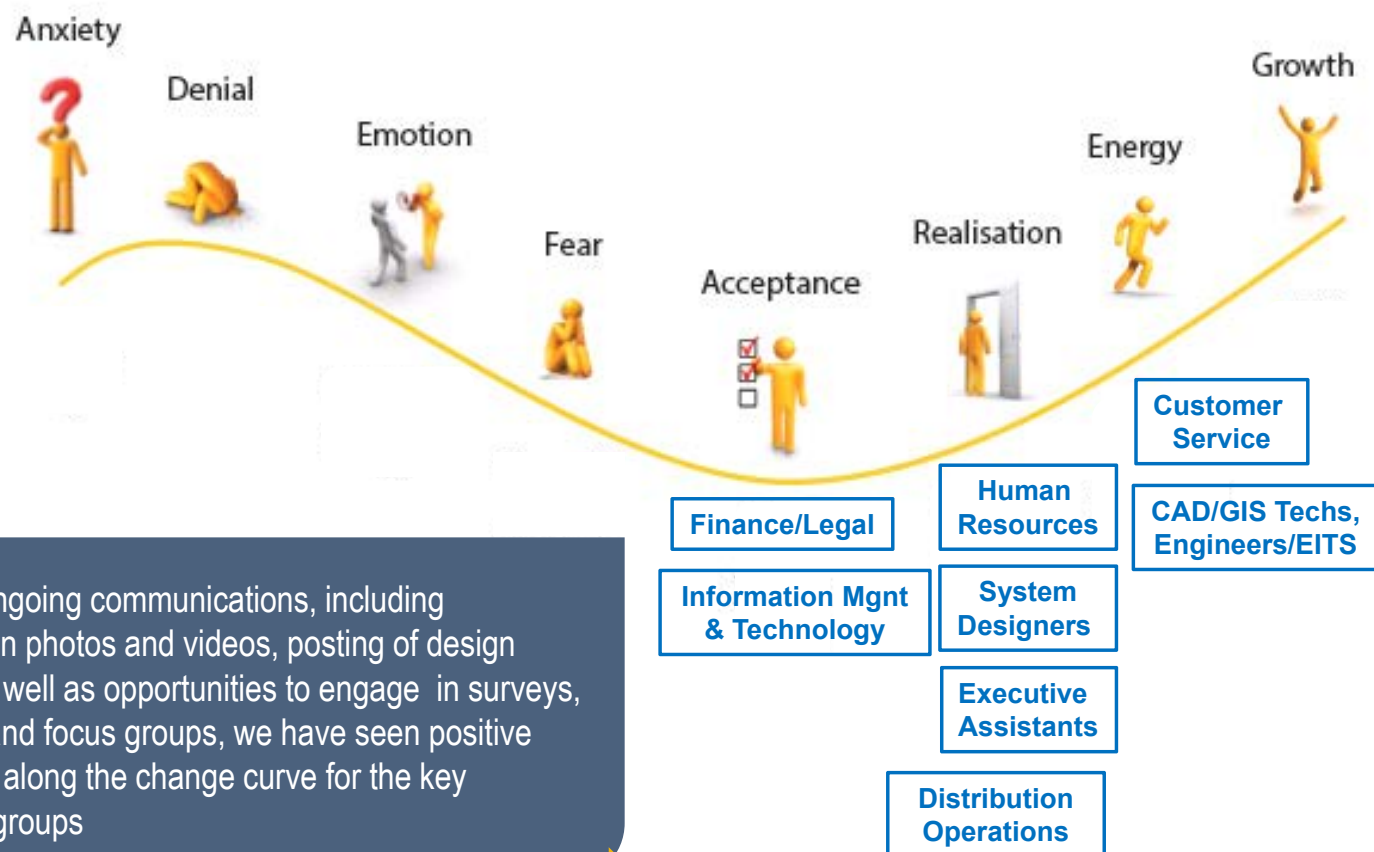 Anxiety
Denial
Emotion
Fear
Acceptance
Realisation
Energy
Growth
Customer
Service
CAD/GIS Techs,
Engineers/EITS
Human
Resources
System
Designers
Executive
Assistants
Distribution
Operations
Finance/Legal
Information Mgnt
& Technology
ongoing communications, including
photos and videos, posting of design
well as opportunities to engage in surveys,
and focus groups, we have seen positive
along the change curve for the key
groups